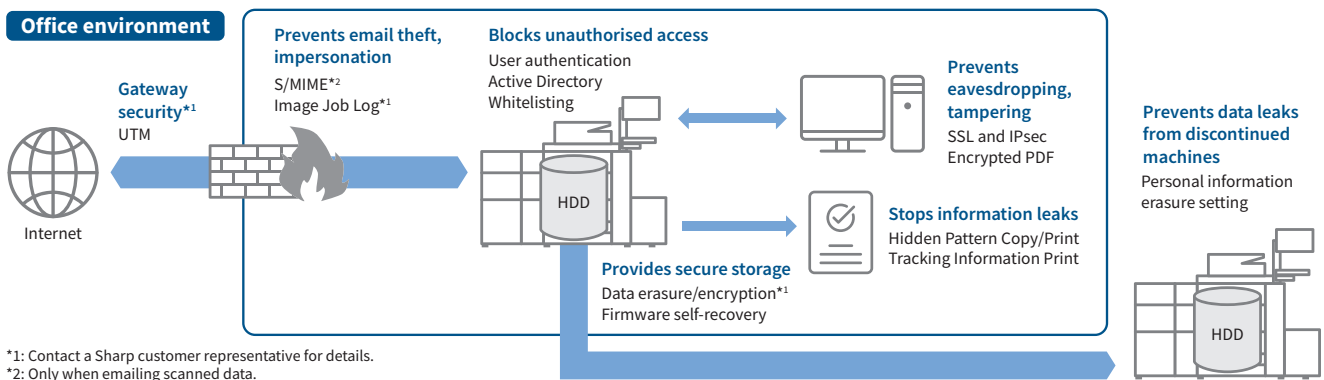 Office environment
Gateway
security*1
UTM
Internet
Prevents email theft,
impersonation
S/MIME*2
Image Job Log*1
Blocks unauthorised access
User authentication
Active Directory
Whitelisting
HDD
Prevents
eavesdropping,
tampering
SSL and IPsec
Encrypted PDF
Stops information leaks
Hidden Pattern Copy/Print
Tracking Information Print
Provides secure storage
Data erasure/encryption*1
Firmware self-recovery
Prevents data leaks
from discontinued
machines
Personal information
erasure setting
HDD
*1: Contact a Sharp customer representative for details.
*2: Only when emailing scanned data.